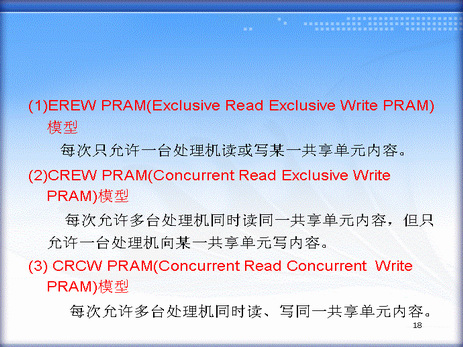 (1)EREW PRAM(Exclusive Read Exclusive Write PRAM)
模型
每次只允许一台处理机读或写某一共享单元内容。
(2)CREW PRAM(Concurrent Read Exclusive Write
PRAM)模型
每次允许多台处理机同时读同一共享单元内容，但只
允许一台处理机向某一共享单元写内容。
(3) CRCW PRAM(Concurrent Read Concurrent Write
PRAM)模型
每次允许多台处理机同时读、写同一共享单元内容。
18